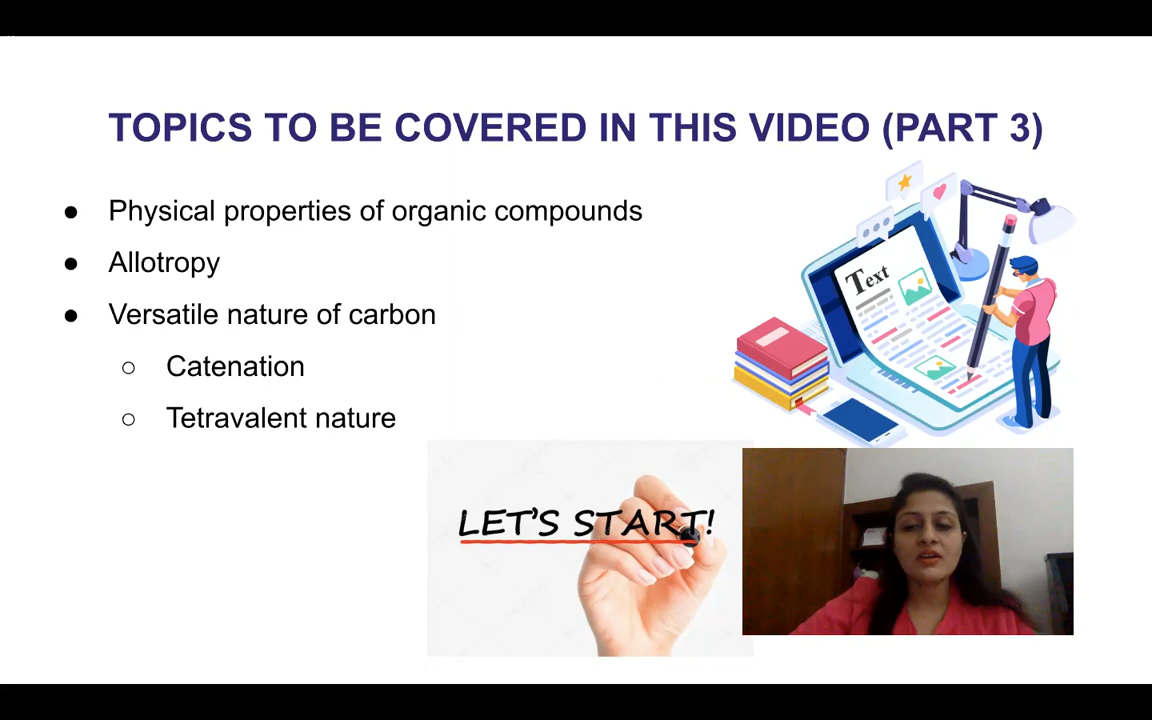 TOPICS TO BE COVERED IN THIS VIDEO (PART 3)
● Physical properties of organic compounds
● Allotropy
● Versatile nature of carbon
○ Catenation
○ Tetravalent nature
Text
LET'S START!